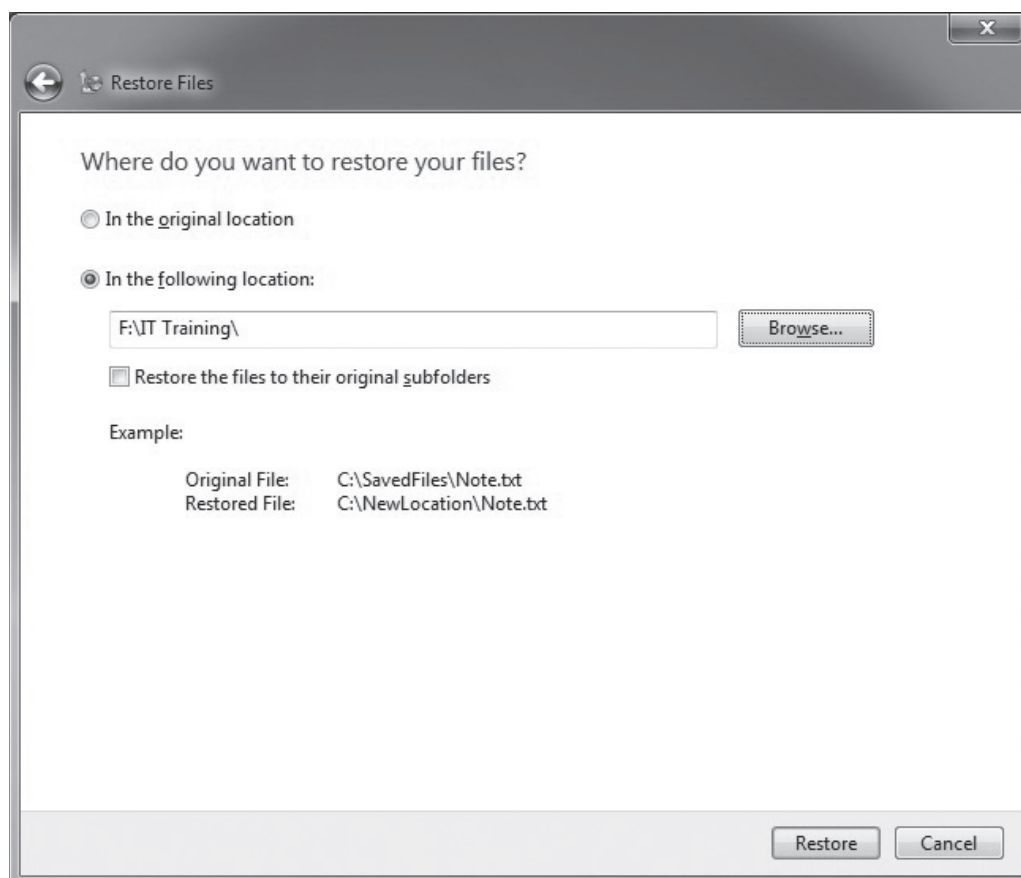 X
Restore Files
Where do you want to restore your files?
In the original location
In the following location:
F:\IT Training\
Browse...
Restore the files to their original subfolders
Example:
Original File: C:\SavedFiles\Note.txt
Restored File: C:\NewLocation\Note.txt
Restore Cancel